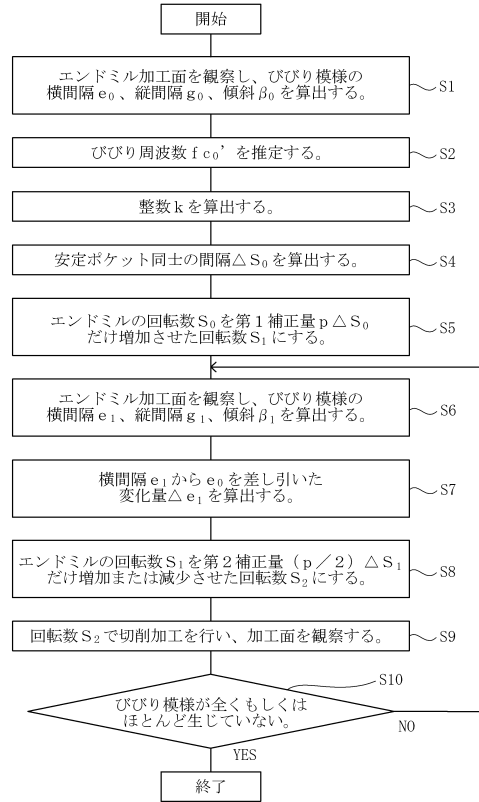 開始
エンドミル加工面を観察し、びびり模様の
横間隔e₀、縦間隔g₀、傾斜β₀を算出する。
S1
びびり周波数fc₀’を推定する。
S2
整数kを算出する。
S3
安定ポケット同士の間隔△S₀を算出する。
S4
エンドミルの回転数S₀を第1補正量p△S₀
だけ増加させた回転数S₁にする。
S5
エンドミル加工面を観察し、びびり模様の
横間隔e₁、縦間隔g₁、傾斜β₁を算出する。
S6
横間隔e₁からe₀を差し引いた
変化量△e₁を算出する。
S7
エンドミルの回転数S₁を第2補正量(p/2)△S₁
だけ増加または減少させた回転数S₂にする。
S8
回転数S₂で切削加工を行い、加工面を観察する。
S9
S10
びびり模様が全くもしくは
ほとんど生じていない。
NO
YES
終了